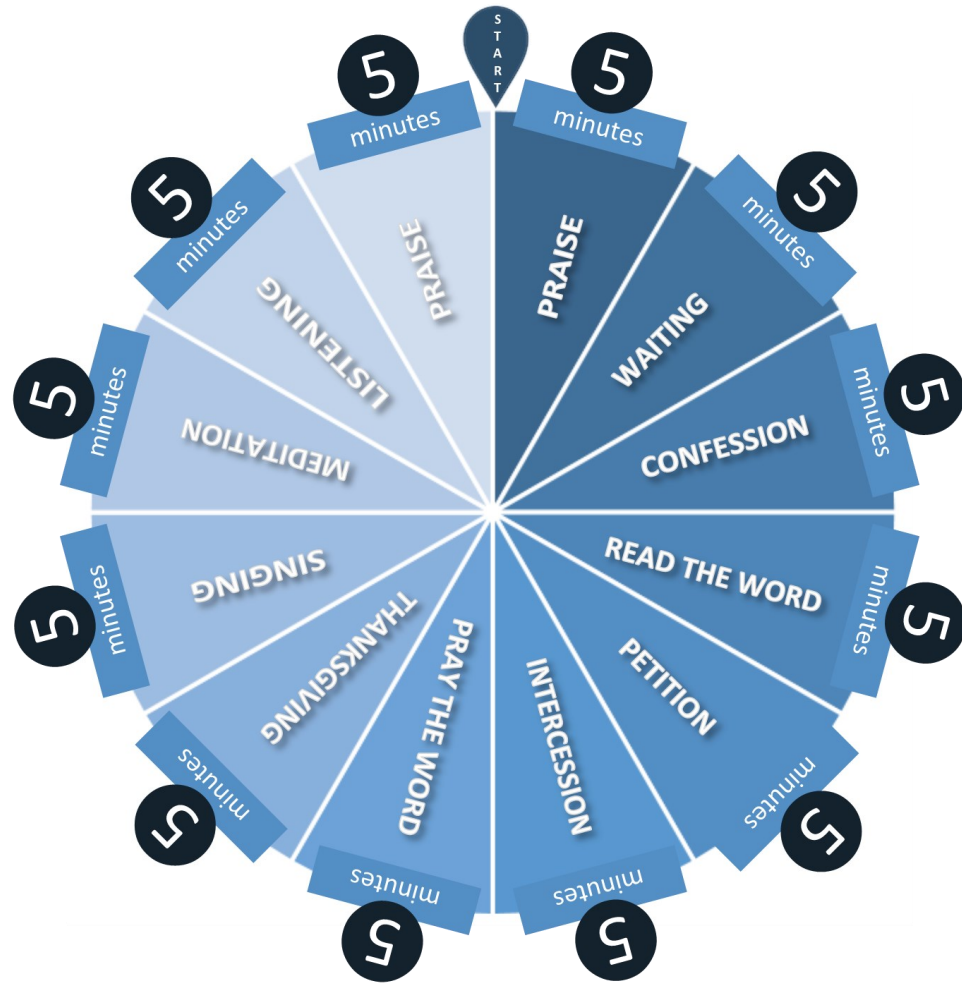 START
5
minutes
PRAISE
5
minutes
WAITING
5
minutes
CONFESSION
5
minutes
READ THE WORD
5
minutes
PETITION
5
minutes
INTERCESSION
5
minutes
PRAY THE WORD
5
minutes
THANKSGIVING
5
minutes
SINGING
5
minutes
MEDITATION
5
minutes
LISTENING
5
minutes
PRAISE